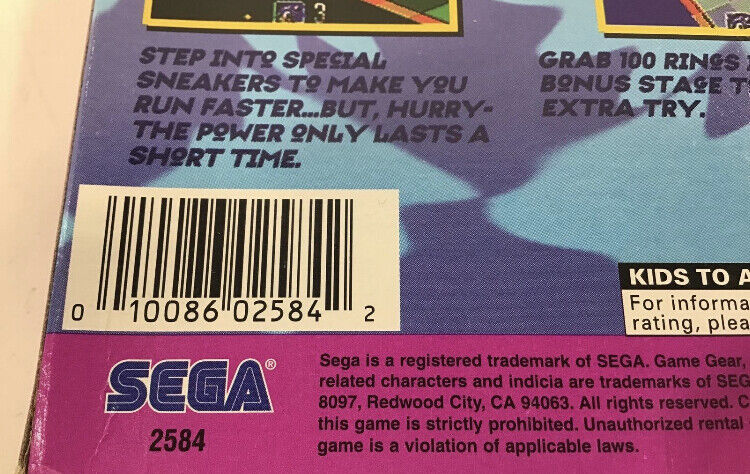 3
STEP INTO SPECIAL
SNEAKERS TO MAKE YOU
RUN FASTER...BUT, HURRY-
THE POWER ONLY LASTS A
SHORT TIME.
GRAB 100 RINGS
BONUS STAGE
EXTRA TRY.
0 10086 02584 2
KIDS TO
For
rating,
SEGA®
2584
Sega is a registered trademark of SEGA. Game Gear,
related characters and indicia are trademarks of
8097, Redwood City, CA 94063. All rights reserved.
this game is strictly prohibited. Unauthorized rental
game is a violation of applicable laws.